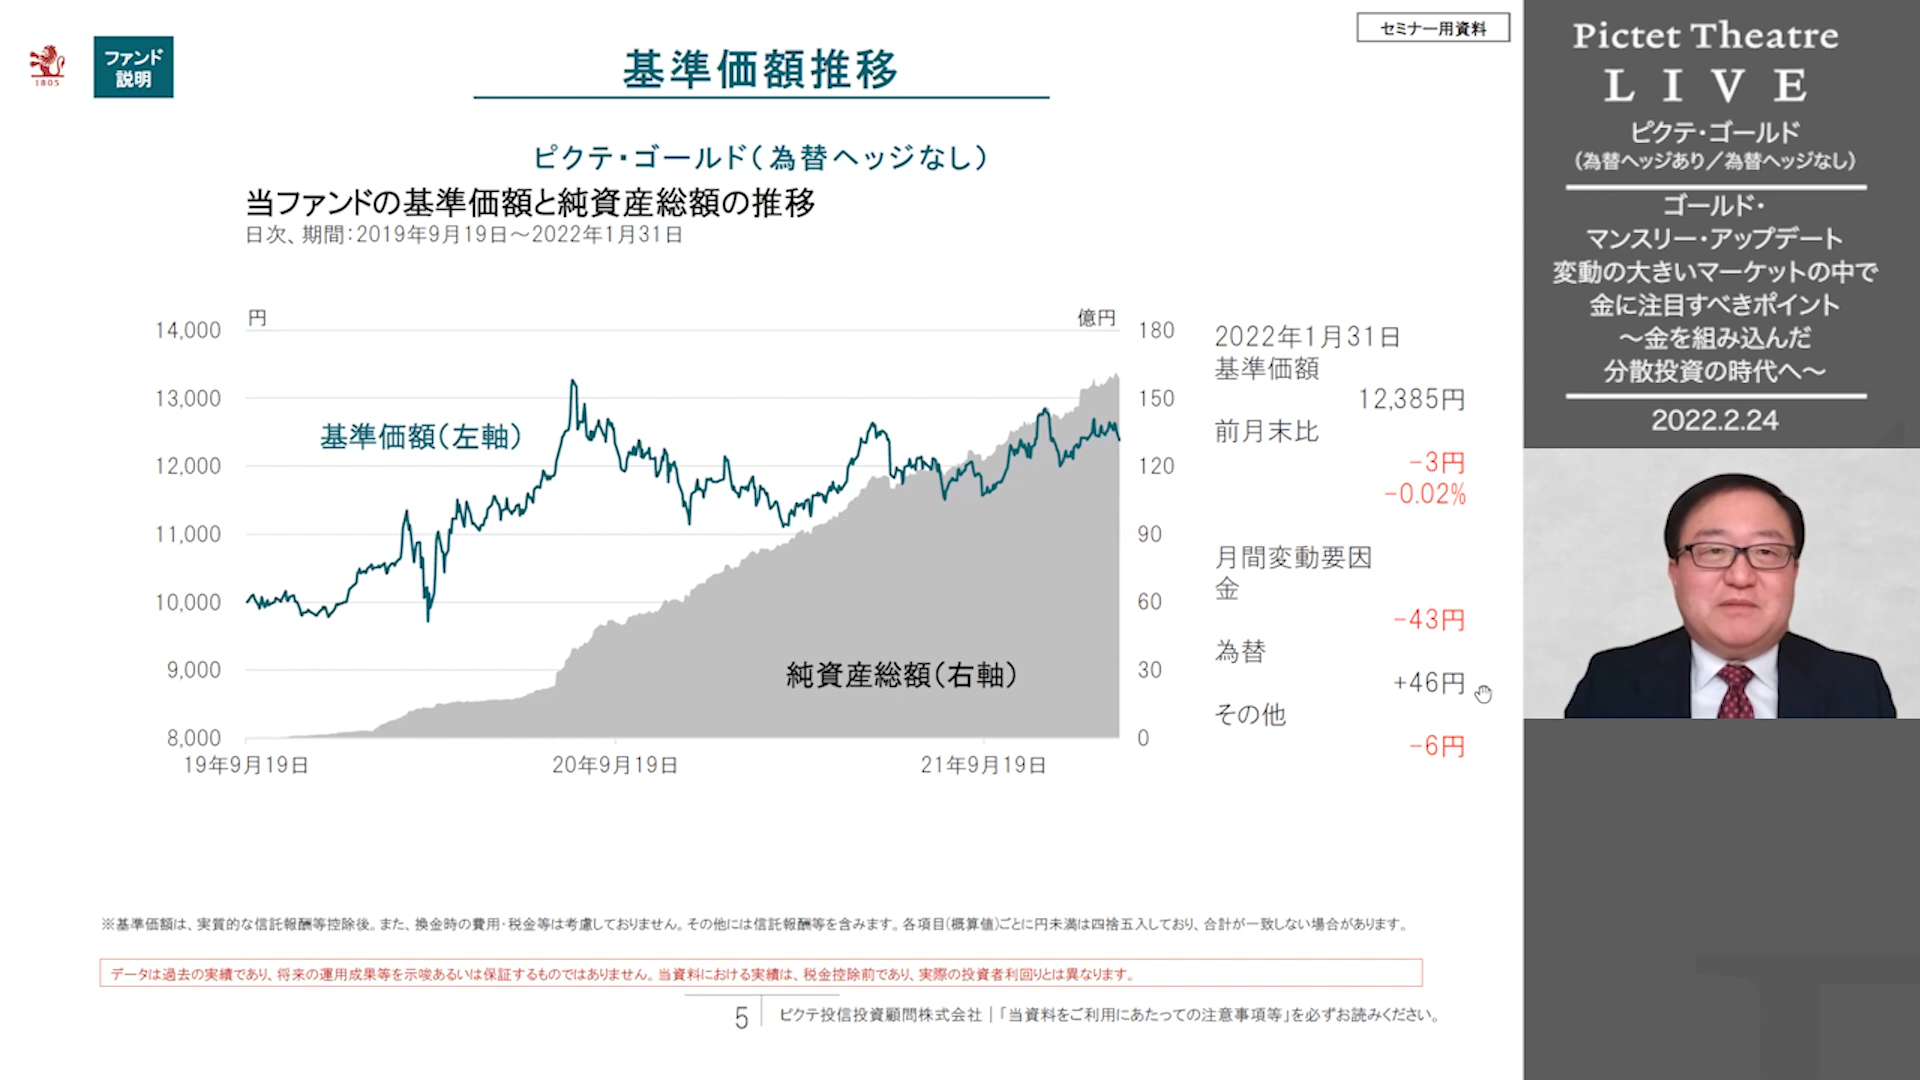 セミナー用資料
1805
ファンド
説明
基準価額推移
ピクテ・ゴールド（為替ヘッジなし）
当ファンドの基準価額と純資産総額の推移
日次、期間：2019年9月19日～2022年1月31日
円
億円
14,000
13,000
12,000
11,000
10,000
9,000
8,000
180
150
120
90
60
30
0
基準価額（左軸）
純資産総額（右軸）
19年9月19日
20年9月19日
21年9月19日
2022年1月31日
基準価額
12,385円
前月末比
-3円
-0.02%
月間変動要因
金
-43円
為替
+46円
その他
-6円
※基準価額は、実質的な信託報酬等控除後。また、換金時の費用・税金等は考慮しておりません。その他には信託報酬等を含みます。各項目（概算値）ごとに円未満は四捨五入しており、合計が一致しない場合があります。
データは過去の実績であり、将来の運用成果等を示唆あるいは保証するものではありません。当資料における実績は、税金控除前であり、実際の投資者利回りとは異なります。
5
ピクテ投信投資顧問株式会社｜「当資料をご利用にあたっての注意事項等」を必ずお読みください。
Pictet Theatre
LIVE
ピクテ・ゴールド
（為替ヘッジあり／為替ヘッジなし）
ゴールド・
マンスリー・アップデート
変動の大きいマーケットの中で
金に注目すべきポイント
～金を組み込んだ
分散投資の時代へ～
2022.2.24